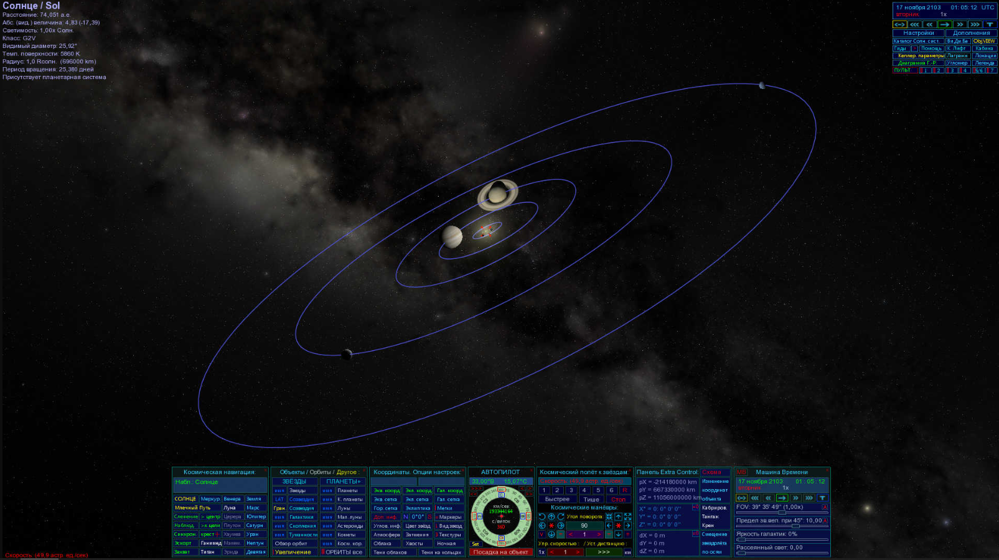 Солнце / Sol
Расстояние: 74,051 а.е.
Абс. (вид.) величина: 4,83 (-17,39)
Светимость: 1,00x Солн.
Класс: G2V
Видимый диаметр: 25,92"
Темп. поверхности: 5860 K
Радиус: 1,0 Rсолн. (696000 km)
Период вращения: 25,380 дней
Присутствует планетарная система
17 ноября 2103 01: 05: 12 UTC
вторник 1x
Настройки Дополнения
Каталог Солн. сист. Ви.Ди.Ба ObjVIEW
Гиды Помощь К. Лифт Кабина
Кеплер. параметры Лагранж Локации
Диаграмма Г.-Р. Угломер Легенда
ПУЛЬТ 1 2 3 4 5/6 7
Космическая навигация:
Набл.: Солнце
СОЛНЦЕ Меркур. Венера Земля
Млечный Путь Луна Марс
Слежение > центр Церера Юпитер
Наблюд. >к цели Плутон Сатурн
Синхрон. крест+ Хаумея Уран
Эскорт Ганимед Макем. Нептун
Захват Титан Эрида Девятая
Объекты / Орбиты / Другое :
ЗВЁЗДЫ ПЛАНЕТЫ+
имя Звезды имя Планеты
LAT Созвездия имя К. планеты
Гран. Созвездия имя Луны
имя Галактики имя Мал. луны
имя Скопления имя Астероиды
имя Туманности имя Кометы
Обзор орбит имя Косм. кор.
Увеличение ОРБИТЫ все
Координаты. Опции настроек:
Экв. коорд. Экл. коорд. Гал. коорд.
Экв. сетка Экл. сетка Гал. сетка
Гор. сетка Эклиптика Метки
Доп. инф. N 0°0° S Маркеры
Углов. инф. Цвет звёзд Вид звезд
Атмосфера Затмения Текстуры
Облака Хвосты Ночная
Тени облаков Тени на кольцах
АВТОПИЛОТ
33,00°В 15,07°С
км/сек
193344164
с/виток
360
Set
Посадка на объект
Космический полёт к звёздам:
Скорость: (49,9 астр. ед./сек)
1 2 3 4 5 6 R
Быстрее Тише Стоп
Космические манёвры:
Угол поворота:
90
V < 1 >
Упр. скоростью : / Уст. дистанцию :
1x < 1 > >>> км
Панель Extra Control: Схема
pX = -214180000 km
pY = 667330000 km
pZ = 11056000000 km
X° = 0: 0° 0' 0''
Y° = 0: 0° 0' 0''
Z° = 0: 0° 0' 0''
dX = 0 m
dY = 0 m
dZ = 0 m
Изменение
координат
объекта
Кабриров.
Тангаж
Крен
Смещение
звездолёта
по осям
МВ Машина Времени
17 ноября 2103 01 : 05 : 12
вторник 1x
FOV: 39° 35' 49'' (1,00x) A
Предел зв.вел. при 45°: 10,00 A
Яркость галактик: 0%
Рассеянный свет: 0,00
Скорость: (49,9 астр. ед./сек)